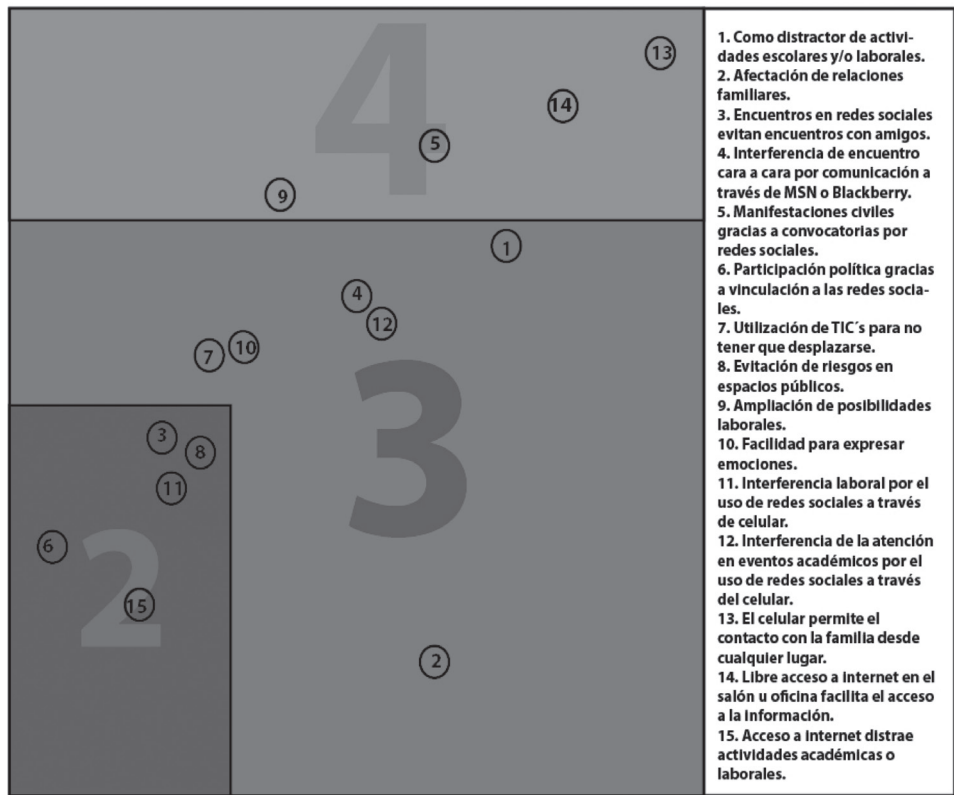 4
13
14
5
9
1
4
12
7
10
3
3
8
11
6
2
15
2
1. Como distractor de activi-
dades escolares y/o laborales.
2. Afectación de relaciones
familiares.
3. Encuentros en redes sociales
evitan encuentros con amigos.
4. Interferencia de encuentro
cara a cara por comunicación a
través de MSN o Blackberry.
5. Manifestaciones civiles
gracias a convocatorias por
redes sociales.
6. Participación política gracias
a vinculación a las redes socia-
les.
7. Utilización de TIC´s para no
tener que desplazarse.
8. Evitación de riesgos en
espacios públicos.
9. Ampliación de posibilidades
laborales.
10. Facilidad para expresar
emociones.
11. Interferencia laboral por el
uso de redes sociales a través
de celular.
12. Interferencia de la atención
en eventos académicos por el
uso de redes sociales a través
del celular.
13. El celular permite el
contacto con la familia desde
cualquier lugar.
14. Libre acceso a internet en el
salón u oficina facilita el acceso
a la información.
15. Acceso a internet distrae
actividades académicas o
laborales.